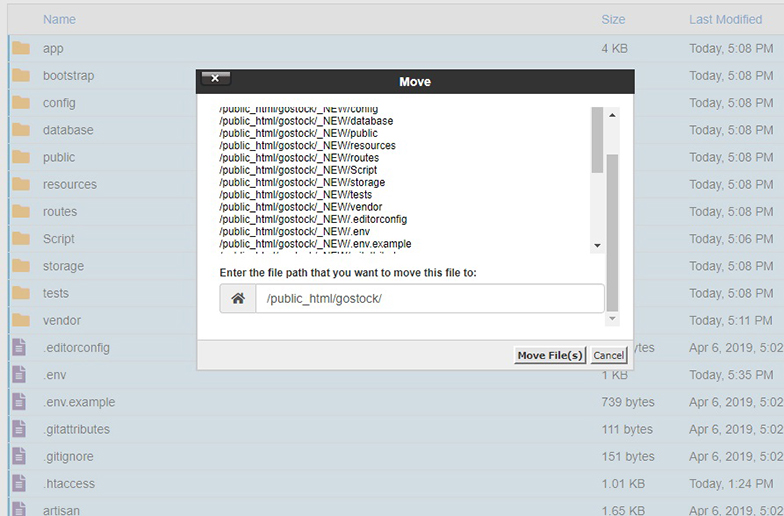 Name Size Last Modified
app 4 KB Today, 5:08 PM
bootstrap Today, 5:08 PM
config Today, 5:08 PM
database Today, 5:08 PM
public Today, 5:08 PM
resources Today, 5:08 PM
routes Today, 5:08 PM
Script Today, 5:06 PM
storage Today, 5:08 PM
tests Today, 5:08 PM
vendor Today, 5:11 PM
.editorconfig ytes Apr 6, 2019, 5:02
.env 1 KB Today, 5:35 PM
.env.example 739 bytes Apr 6, 2019, 5:02
.gitattributes 111 bytes Apr 6, 2019, 5:02
.gitignore 151 bytes Apr 6, 2019, 5:02
.htaccess 1.01 KB Today, 1:24 PM
artisan 1.65 KB Apr 6, 2019, 5:02
Move
/public_html/gostock/_NEW/config
/public_html/gostock/_NEW/database
/public_html/gostock/_NEW/public
/public_html/gostock/_NEW/resources
/public_html/gostock/_NEW/routes
/public_html/gostock/_NEW/Script
/public_html/gostock/_NEW/storage
/public_html/gostock/_NEW/tests
/public_html/gostock/_NEW/vendor
/public_html/gostock/_NEW/.editorconfig
/public_html/gostock/_NEW/.env
/public_html/gostock/_NEW/.env.example
Enter the file path that you want to move this file to:
/public_html/gostock/
Move File(s) Cancel